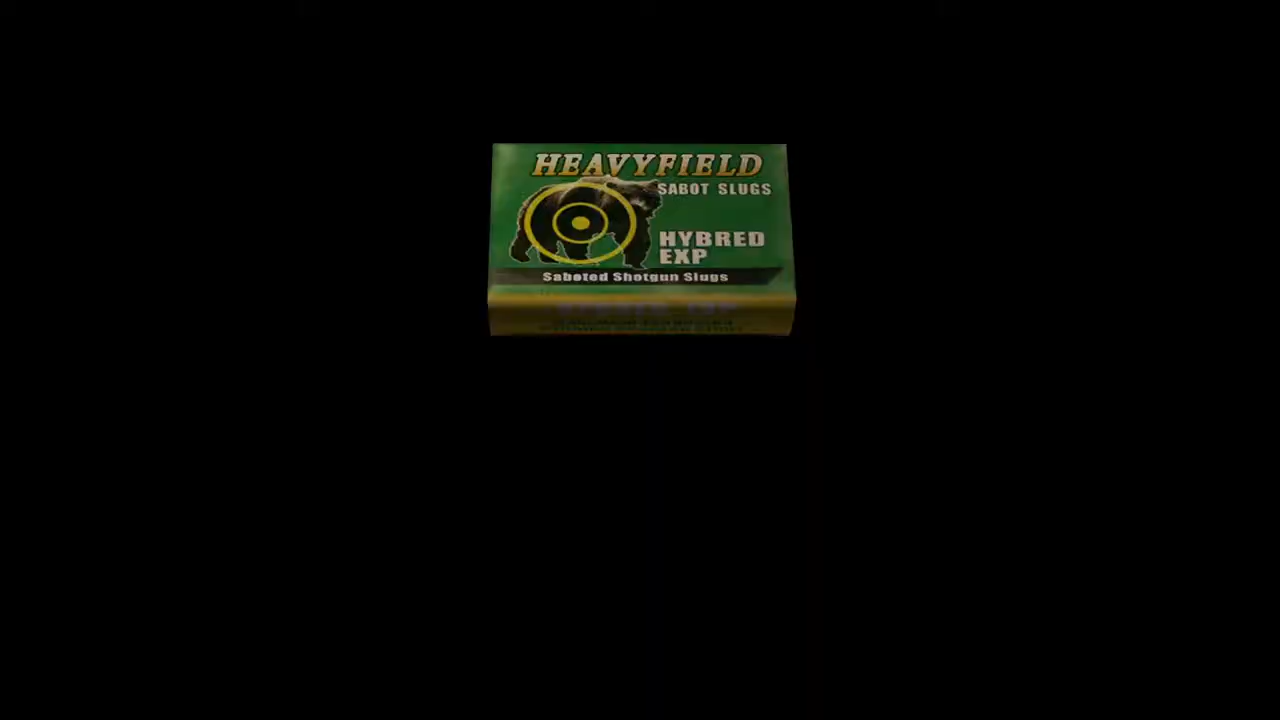 HEAVYFIELD
SABOT SLUGS
HYBRED
EXP
Saboted Shotgun Slugs